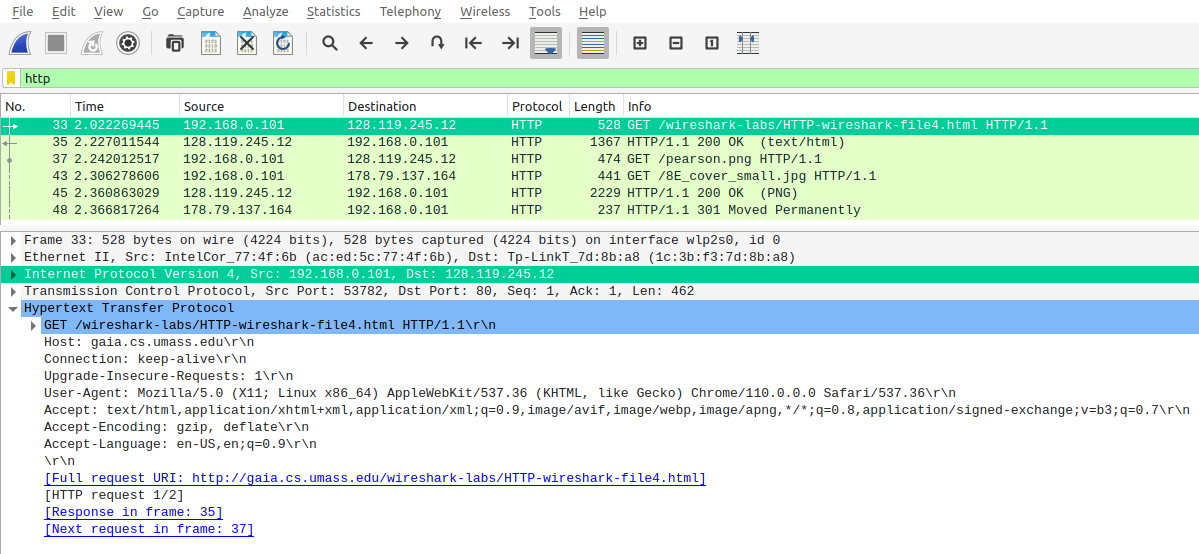 File Edit View Go Capture Analyze Statistics Telephony Wireless Tools Help
http
No. Time Source Destination Protocol Length Info
33 2.022269445 192.168.0.101 128.119.245.12 HTTP 528 GET /wireshark-labs/HTTP-wireshark-file4.html HTTP/1.1
35 2.227011544 128.119.245.12 192.168.0.101 HTTP 1367 HTTP/1.1 200 OK (text/html)
37 2.242012517 192.168.0.101 128.119.245.12 HTTP 474 GET /pearson.png HTTP/1.1
43 2.306278606 192.168.0.101 178.79.137.164 HTTP 441 GET /8E_cover_small.jpg HTTP/1.1
45 2.360863029 128.119.245.12 192.168.0.101 HTTP 2229 HTTP/1.1 200 OK (PNG)
48 2.366817264 178.79.137.164 192.168.0.101 HTTP 237 HTTP/1.1 301 Moved Permanently
Frame 33: 528 bytes on wire (4224 bits), 528 bytes captured (4224 bits) on interface wlp2s0, id 0
Ethernet II, Src: IntelCor_77:4f:6b (ac:ed:5c:77:4f:6b), Dst: Tp-LinkT_7d:8b:a8 (1c:3b:f3:7d:8b:a8)
Internet Protocol Version 4, Src: 192.168.0.101, Dst: 128.119.245.12
Transmission Control Protocol, Src Port: 53782, Dst Port: 80, Seq: 1, Ack: 1, Len: 462
Hypertext Transfer Protocol
GET /wireshark-labs/HTTP-wireshark-file4.html HTTP/1.1\r\n
Host: gaia.cs.umass.edu\r\n
Connection: keep-alive\r\n
Upgrade-Insecure-Requests: 1\r\n
User-Agent: Mozilla/5.0 (X11; Linux x86_64) AppleWebKit/537.36 (KHTML, like Gecko) Chrome/110.0.0.0 Safari/537.36\r\n
Accept: text/html,application/xhtml+xml,application/xml;q=0.9,image/avif,image/webp,image/apng,*/*;q=0.8,application/signed-exchange;v=b3;q=0.7\r\n
Accept-Encoding: gzip, deflate\r\n
Accept-Language: en-US,en;q=0.9\r\n
\r\n
[Full request URI: http://gaia.cs.umass.edu/wireshark-labs/HTTP-wireshark-file4.html]
[HTTP request 1/2]
[Response in frame: 35]
[Next request in frame: 37]